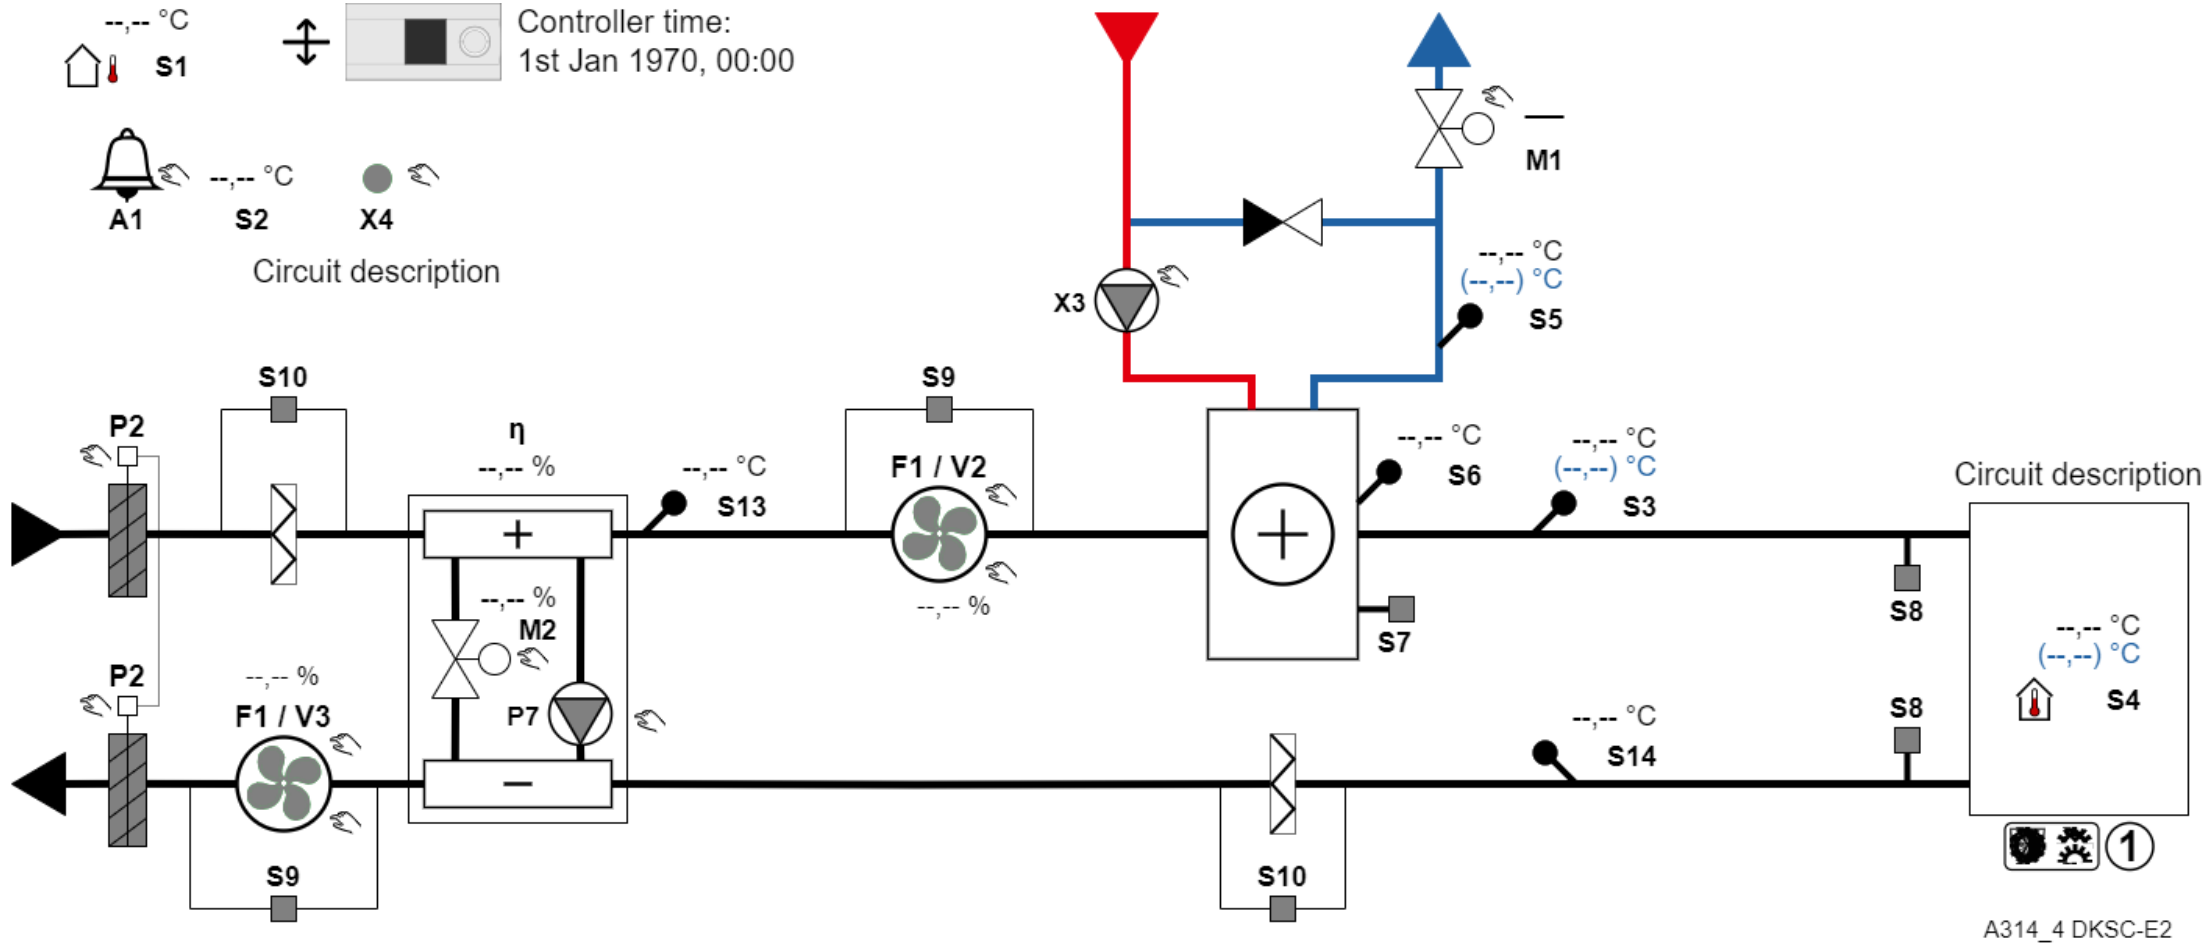 --,-- °C
S1
Controller time:
1st Jan 1970, 00:00
A1
--,-- °C
S2
X4
Circuit description
M1
--,-- °C
(--,--) °C
S5
X3
S10
P2
η
--,-- %
--,-- °C
S13
S9
F1 / V2
--,-- %
--,-- °C
S6
--,-- °C
(--,--) °C
S3
Circuit description
+
+
--,-- %
M2
P7
S7
S8
--,-- °C
(--,--) °C
S4
P2
--,-- %
F1 / V3
−
S9
--,-- °C
S14
S8
S10
1
A314_4 DKSC-E2